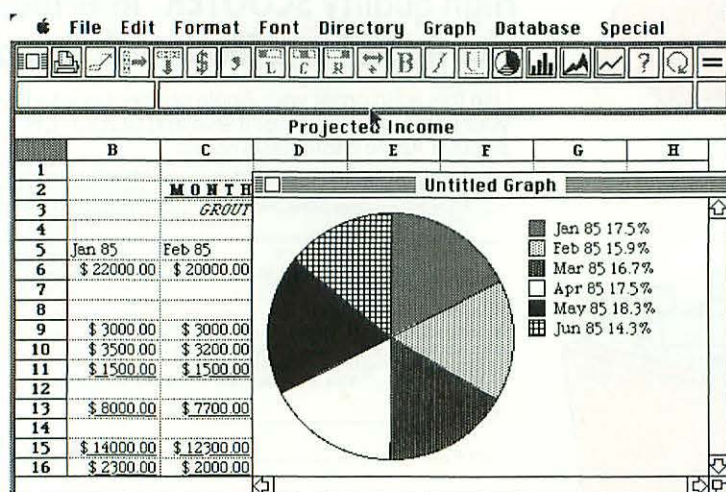 File Edit Format Font Directory Graph Database Special
$ , L C R B I U ? =
Projected Income
B C D E F G H
1
2 MONTH
3 GROUT
4
5 Jan 85 Feb 85
6 $ 22000.00 $ 20000.00
7
8
9 $ 3000.00 $ 3000.00
10 $ 3500.00 $ 3200.00
11 $ 1500.00 $ 1500.00
12
13 $ 8000.00 $ 7700.00
14
15 $ 14000.00 $ 12300.00
16 $ 2300.00 $ 2000.00
Untitled Graph
Jan 85 17.5%
Feb 85 15.9%
Mar 85 16.7%
Apr 85 17.5%
May 85 18.3%
Jun 85 14.3%